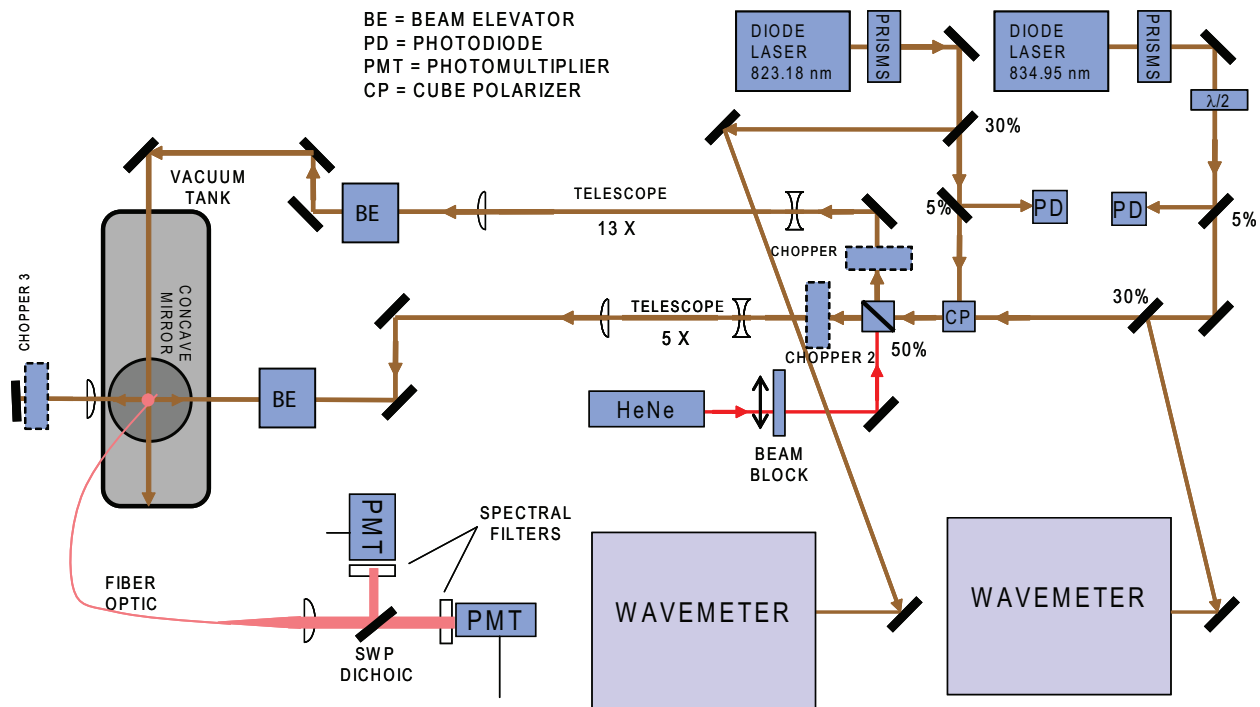 BE = BEAM ELEVATOR
PD = PHOTODIODE
PMT = PHOTOMULTIPLIER
CP = CUBE POLARIZER
DIODE
LASER
823.18 nm
PRISMS
DIODE
LASER
834.95 nm
PRISMS
λ/2
30%
5%
PD
PD
5%
VACUUM
TANK
BE
TELESCOPE
13 X
CHOPPER
CHOPPER 3
CONCAVE
MIRROR
TELESCOPE
5 X
CHOPPER 2
50%
CP
30%
BE
HeNe
BEAM
BLOCK
PMT
SPECTRAL
FILTERS
FIBER
OPTIC
PMT
SWP
DICHOIC
WAVEMETER
WAVEMETER